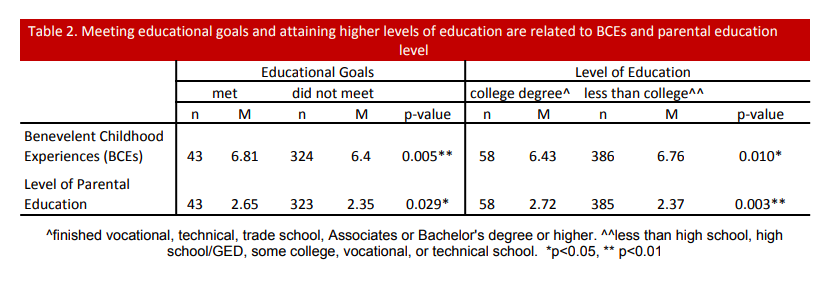 Table 2. Meeting educational goals and attaining higher levels of education are related to BCEs and parental education
level
Educational Goals Level of Education
met did not meet college degree^ less than college^^
n M n M p-value n M n M p-value
Benevelent Childhood
Experiences (BCEs) 43 6.81 324 6.4 0.005** 58 6.43 386 6.76 0.010*
Level of Parental
Education 43 2.65 323 2.35 0.029* 58 2.72 385 2.37 0.003**
^finished vocational, technical, trade school, Associates or Bachelor's degree or higher. ^^less than high school, high
school/GED, some college, vocational, or technical school. *p<0.05, ** p<0.01